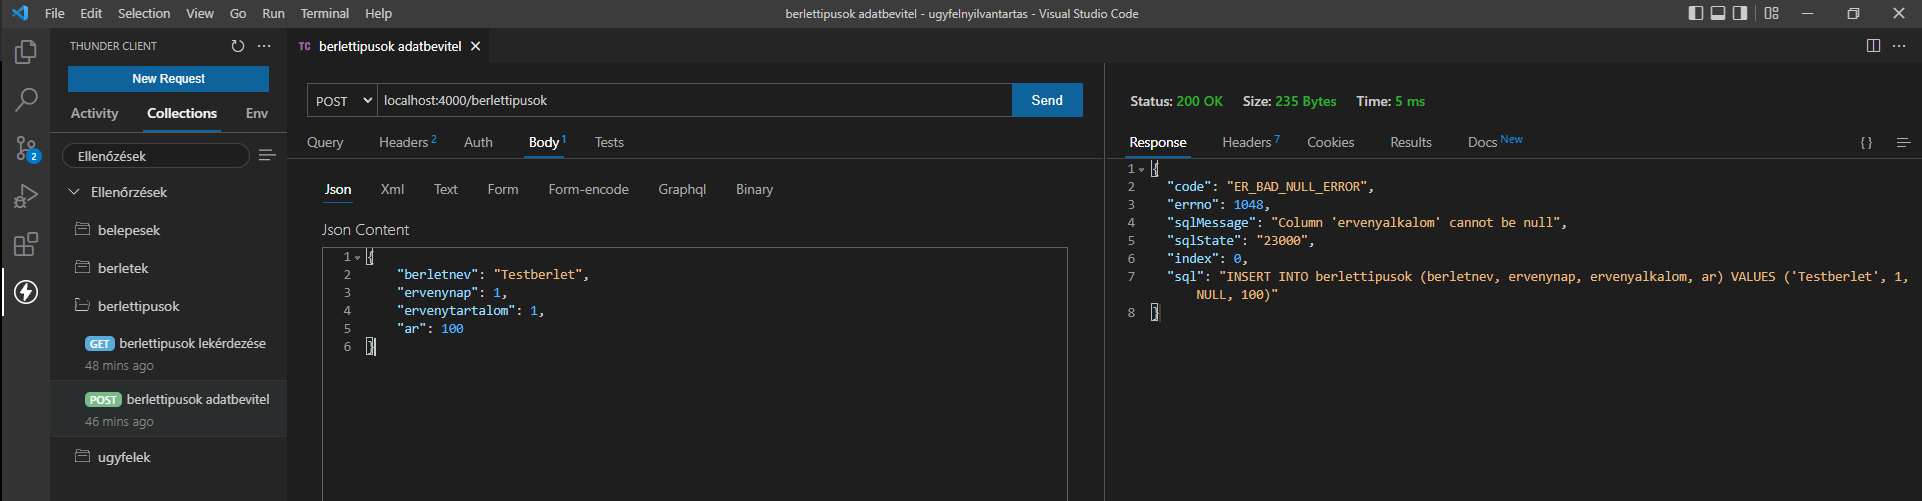 File Edit Selection View Go Run Terminal Help
berlettipusok adatbevitel - ugyfelnyilvantartas - Visual Studio Code
THUNDER CLIENT
New Request
Activity Collections Env
Ellenőzések
Ellenőrzések
belepesek
berletek
berlettipusok
GET berlettipusok lekérdezése
48 mins ago
POST berlettipusok adatbevitel
46 mins ago
ugyfelek
2
TC berlettipusok adatbevitel
POST localhost:4000/berlettipusok Send
Query Headers 2 Auth Body 1 Tests
Json Xml Text Form Form-encode Graphql Binary
Json Content
1 {
2 "berletnev": "Testberlet",
3 "ervenynap": 1,
4 "ervenytartalom": 1,
5 "ar": 100
6 }
Status: 200 OK Size: 235 Bytes Time: 5 ms
Response Headers 7 Cookies Results Docs New { }
1 {
2 "code": "ER_BAD_NULL_ERROR",
3 "errno": 1048,
4 "sqlMessage": "Column 'ervenyalkalom' cannot be null",
5 "sqlState": "23000",
6 "index": 0,
7 "sql": "INSERT INTO berlettipusok (berletnev, ervenynap, ervenyalkalom, ar) VALUES ('Testberlet', 1,
NULL, 100)"
8 }